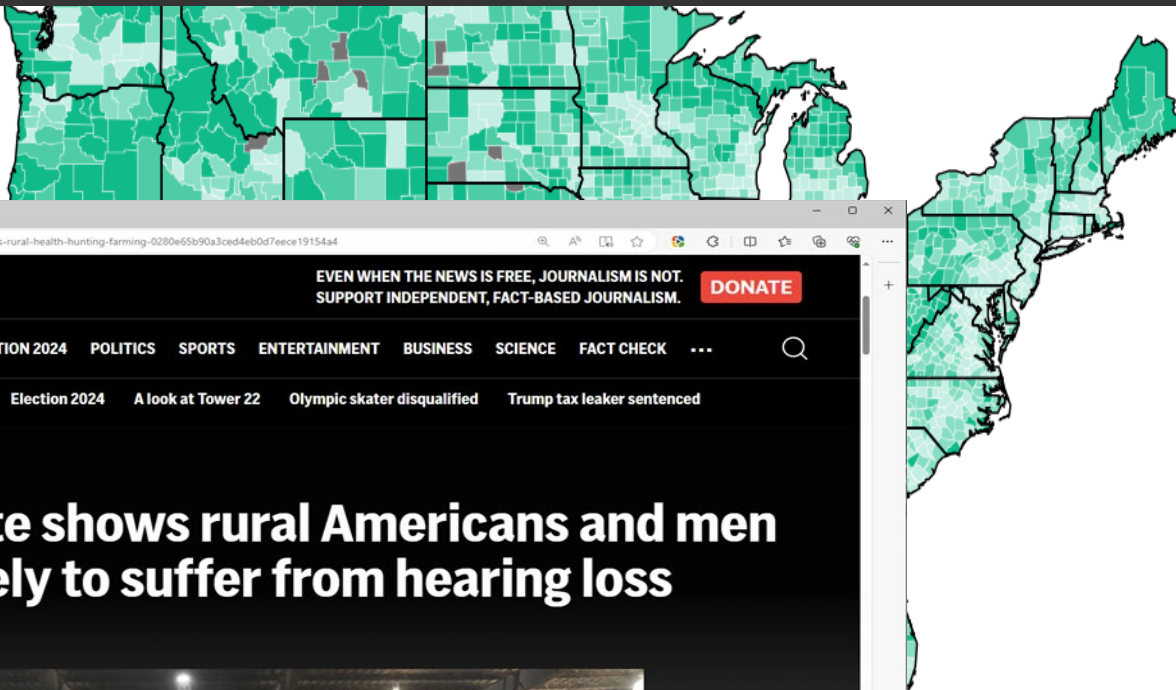 s-rural-health-hunting-farming-0280e65b90a3ced4eb0d7eece19154a4
EVEN WHEN THE NEWS IS FREE, JOURNALISM IS NOT.
SUPPORT INDEPENDENT, FACT-BASED JOURNALISM.
DONATE
TION 2024 POLITICS SPORTS ENTERTAINMENT BUSINESS SCIENCE FACT CHECK
Election 2024 A look at Tower 22 Olympic skater disqualified Trump tax leaker sentenced
te shows rural Americans and men
ely to suffer from hearing loss